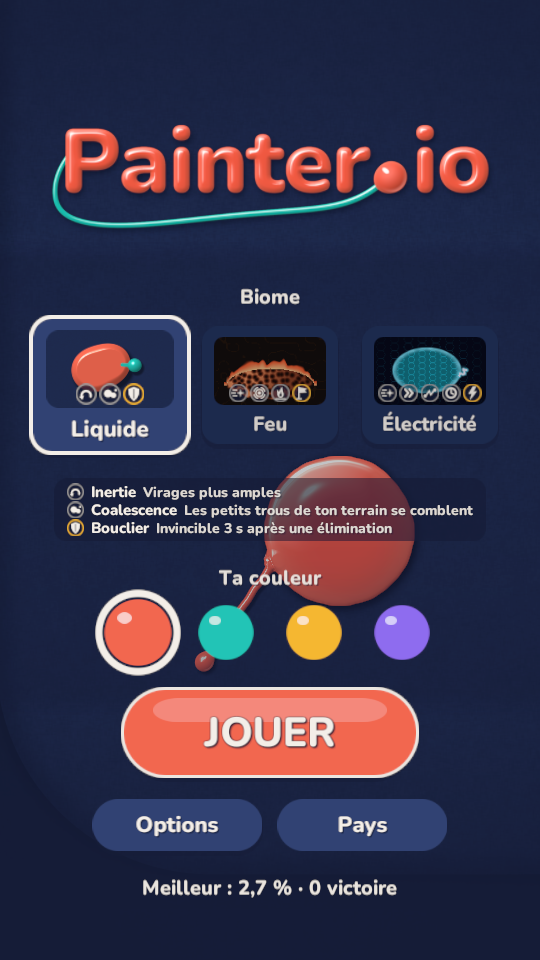 Painter.io
Biome
Liquide
Feu
Électricité
Inertie Virages plus amples
Coalescence Les petits trous de ton terrain se comblent
Bouclier Invincible 3 s après une élimination
Ta couleur
JOUER
Options
Pays
Meilleur : 2,7 % · 0 victoire